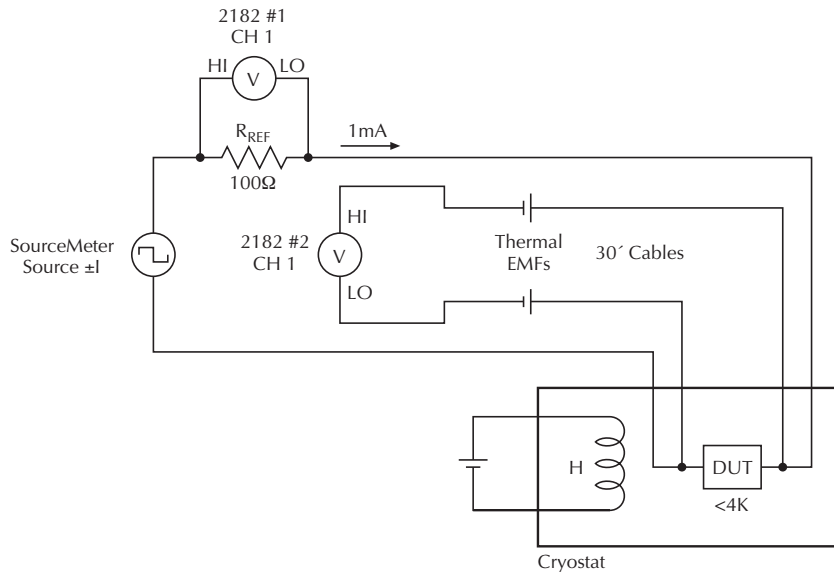 2182 #1
CH 1
HI
LO
V
R_REF
1mA
100Ω
HI
2182 #2
CH 1
V
LO
Thermal
EMFs
30´ Cables
SourceMeter
Source ±I
H
DUT
<4K
Cryostat